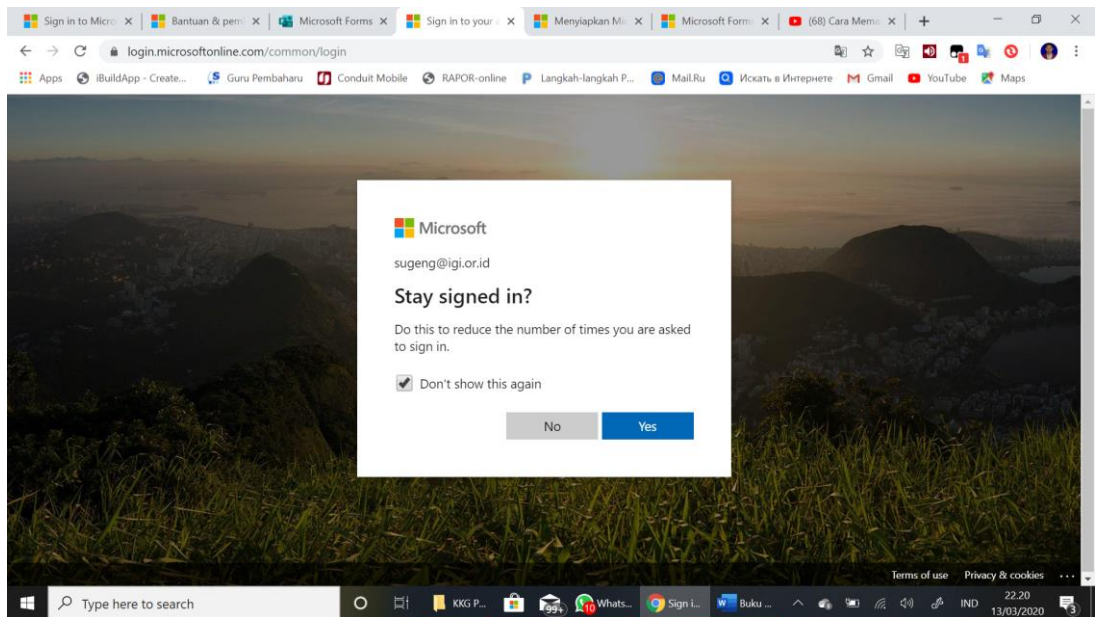 Sign in to Micro
Bantuan & pem
Microsoft Forms
Sign in to your a
Menyiapkan Mi
Microsoft Form
(68) Cara Mema
login.microsoftonline.com/common/login
Apps
iBuildApp - Create...
Guru Pembaharu
Conduit Mobile
RAPOR-online
Langkah-langkah P...
Mail.Ru
Искать в Интернете
Gmail
YouTube
Maps
Microsoft
sugeng@igi.or.id
Stay signed in?
Do this to reduce the number of times you are asked
to sign in.
Don't show this again
No
Yes
Terms of use
Privacy & cookies
Type here to search
KKG P...
99+
10
Whats...
Sign i...
Buku ...
IND
22.20
13/03/2020
3